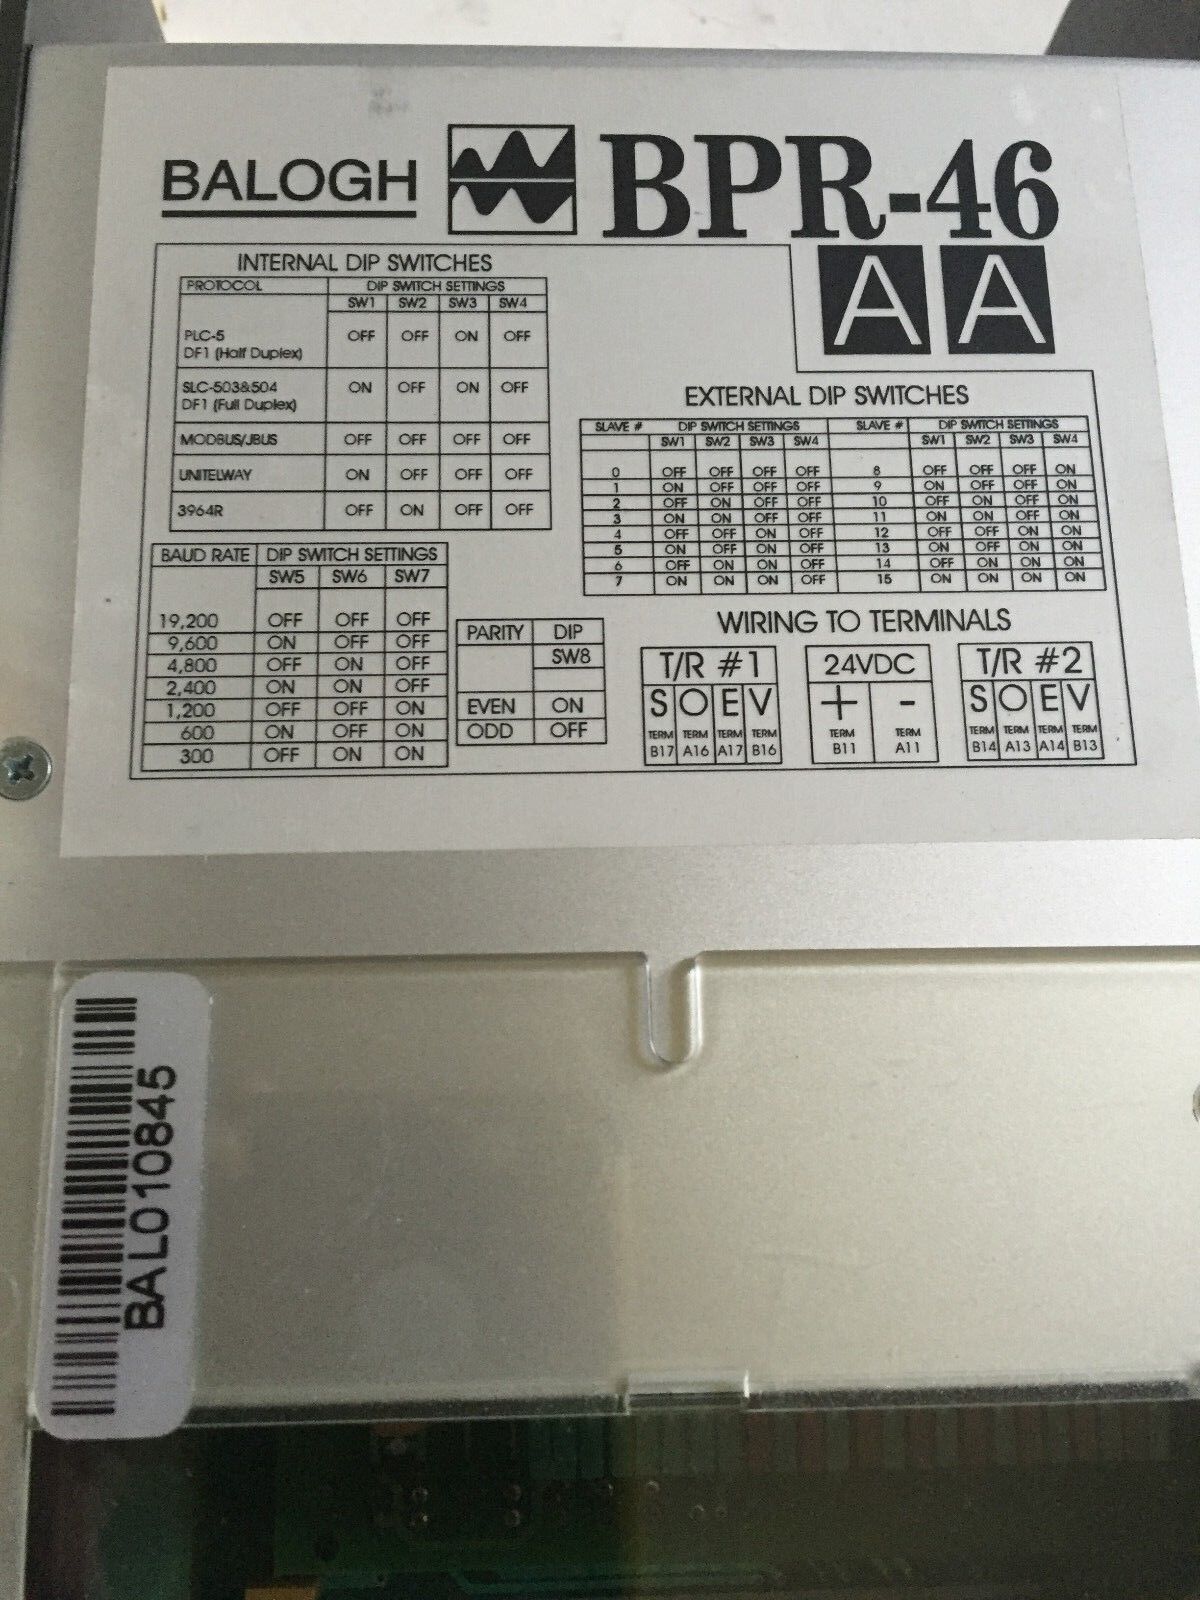 BALOGH BPR-46
A A
INTERNAL DIP SWITCHES
PROTOCOL DIP SWITCH SETTINGS
SW1 SW2 SW3 SW4
PLC-5 OFF OFF ON OFF
DF1 (Half Duplex)
SLC-503&504 ON OFF ON OFF
DF1 (Full Duplex)
MODBUS/JBUS OFF OFF OFF OFF
UNITELWAY ON OFF OFF OFF
3964R OFF ON OFF OFF
EXTERNAL DIP SWITCHES
SLAVE # DIP SWITCH SETTINGS SLAVE # DIP SWITCH SETTINGS
SW1 SW2 SW3 SW4 SW1 SW2 SW3 SW4
0 OFF OFF OFF OFF 8 OFF OFF OFF ON
1 ON OFF OFF OFF 9 ON OFF OFF ON
2 OFF ON OFF OFF 10 OFF ON OFF ON
3 ON ON OFF OFF 11 ON ON OFF ON
4 OFF OFF ON OFF 12 OFF OFF ON ON
5 ON OFF ON OFF 13 ON OFF ON ON
6 OFF ON ON OFF 14 OFF ON ON ON
7 ON ON ON OFF 15 ON ON ON ON
BAUD RATE DIP SWITCH SETTINGS
SW5 SW6 SW7
19,200 OFF OFF OFF
9,600 ON OFF OFF
4,800 OFF ON OFF
2,400 ON ON OFF
1,200 OFF OFF ON
600 ON OFF ON
300 OFF ON ON
PARITY DIP
SW8
EVEN ON
ODD OFF
WIRING TO TERMINALS
T/R #1
S O E V
TERM TERM TERM TERM
B17 A16 A17 B16
24VDC
+ -
TERM TERM
B11 A11
T/R #2
S O E V
TERM TERM TERM TERM
B14 A13 A14 B13
BAL010845